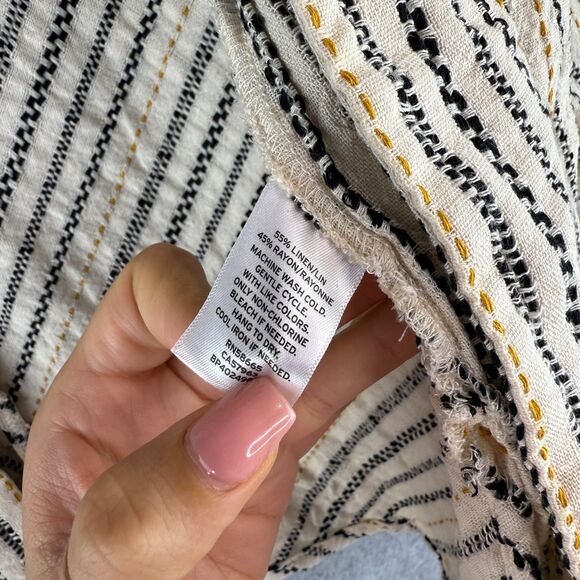 55% LINEN/LIN
45% RAYON/RAYONNE
MACHINE WASH COLD.
GENTLE CYCLE.
WITH LIKE COLORS.
ONLY NON-CHLORINE
BLEACH IF NEEDED.
HANG TO DRY.
COOL IRON IF NEEDED.